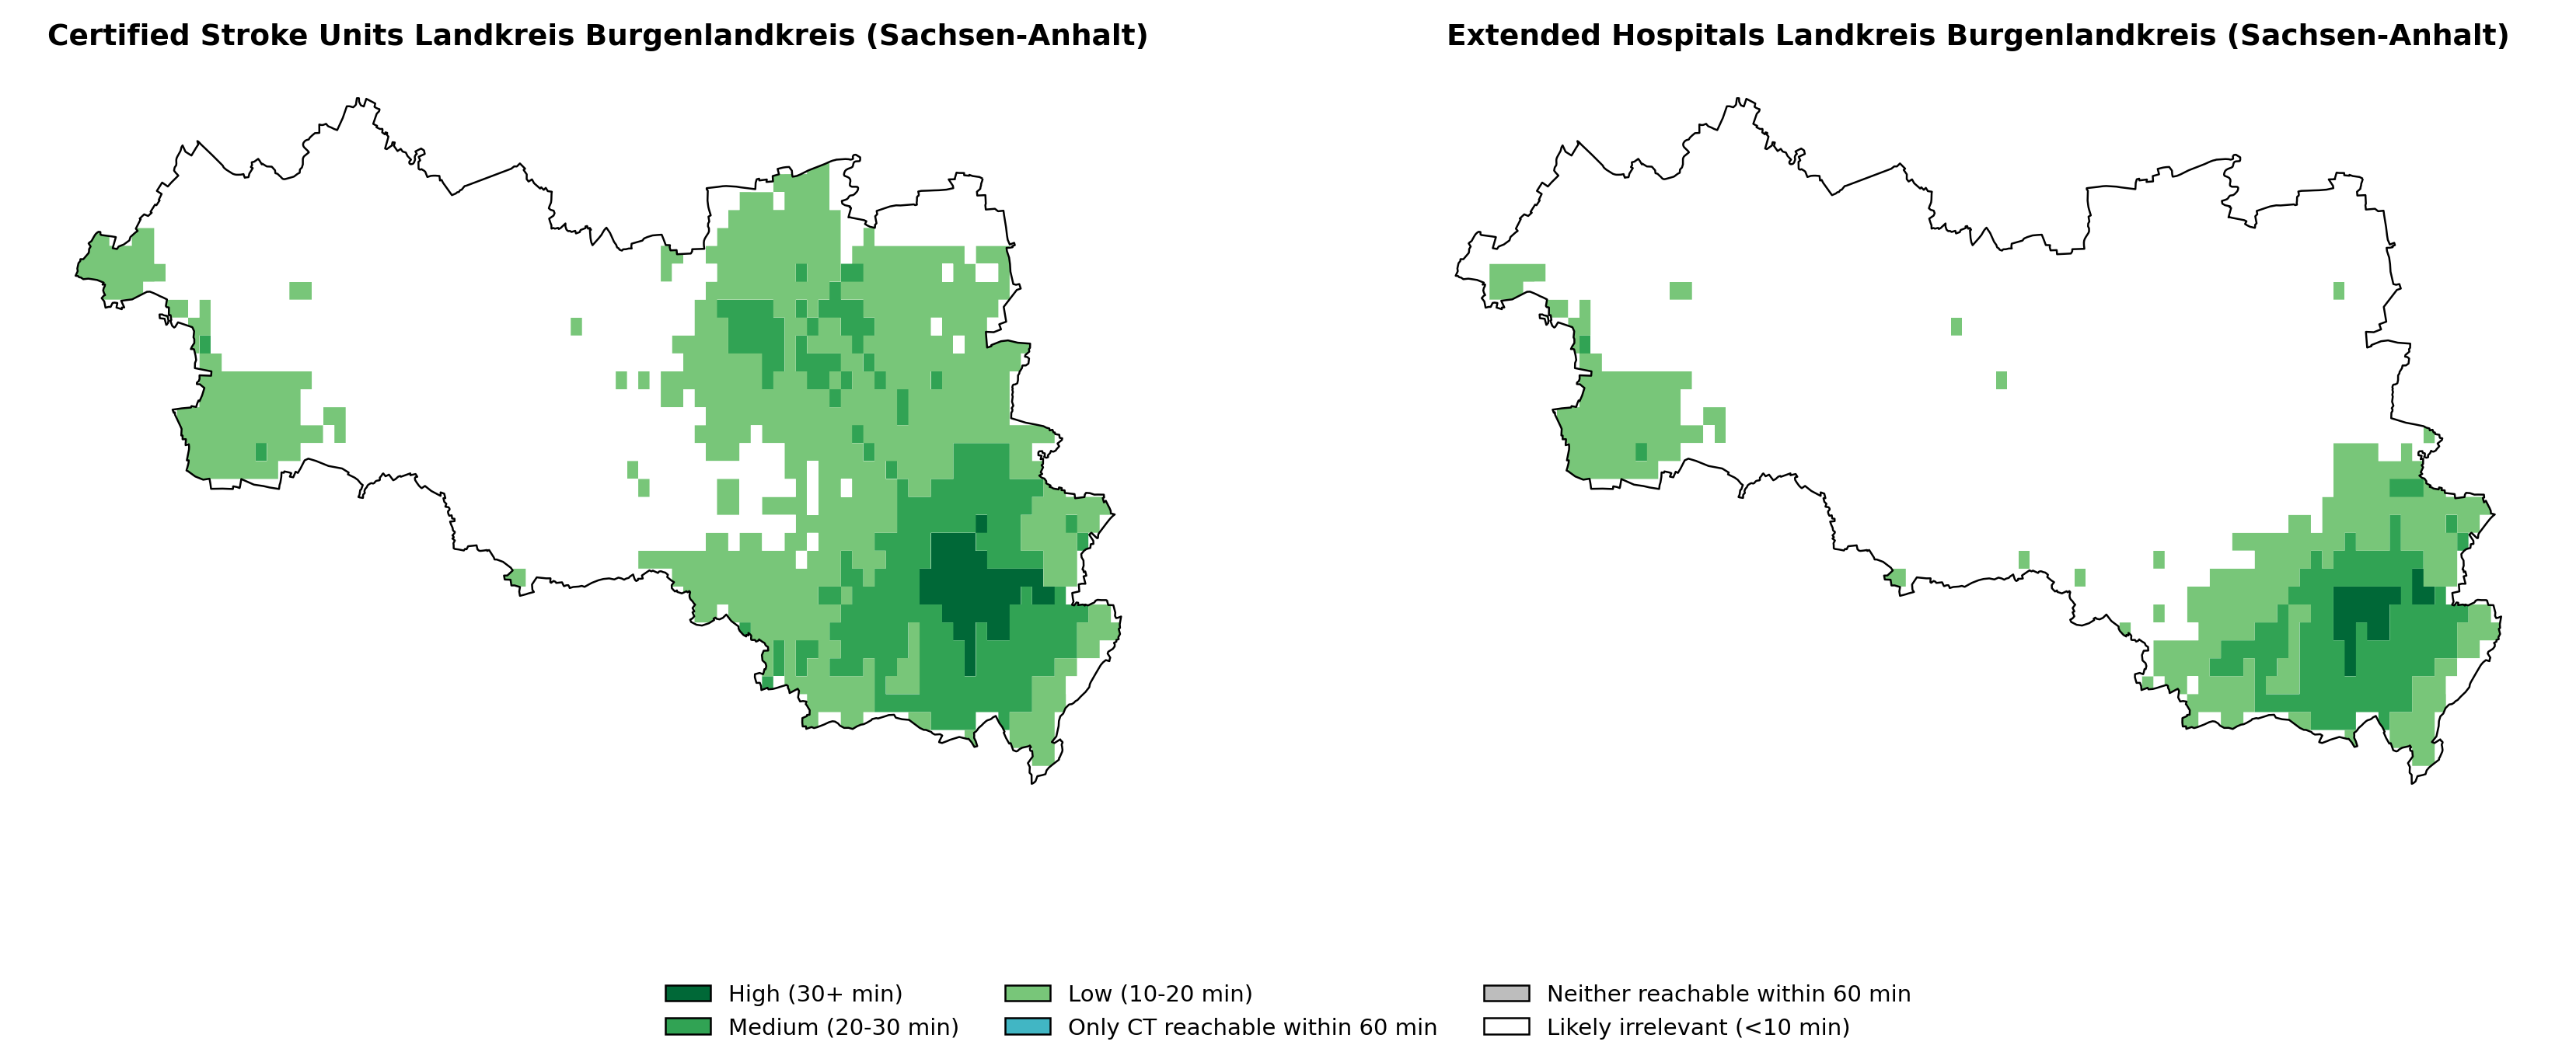 Certified Stroke Units Landkreis Burgenlandkreis (Sachsen-Anhalt)
Extended Hospitals Landkreis Burgenlandkreis (Sachsen-Anhalt)
High (30+ min)
Medium (20-30 min)
Low (10-20 min)
Only CT reachable within 60 min
Neither reachable within 60 min
Likely irrelevant (<10 min)